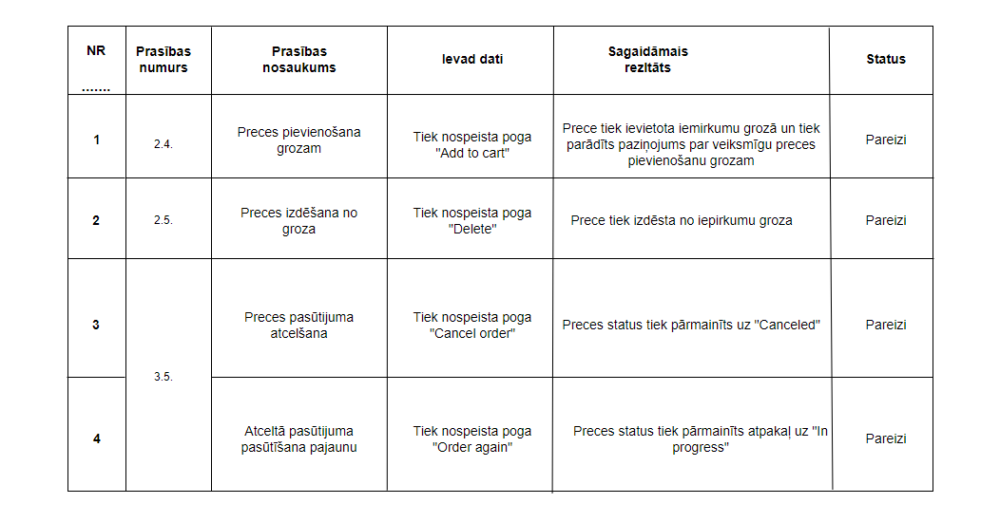 NR
.......
Prasības
numurs
Prasības
nosaukums
Ievad dati
Sagaidāmais
rezltāts
Status
1
2.4.
Preces pievienošana
grozam
Tiek nospeista poga
"Add to cart"
Prece tiek ievietota iemirkumu grozā un tiek
parādīts paziņojums par veiksmīgu preces
pievienošanu grozam
Pareizi
2
2.5.
Preces izdēšana no
groza
Tiek nospeista poga
"Delete"
Prece tiek izdēsta no iepirkumu groza
Pareizi
3
3.5.
Preces pasūtijuma
atcelšana
Tiek nospeista poga
"Cancel order"
Preces status tiek pārmainīts uz "Canceled"
Pareizi
4
Atceltā pasūtijuma
pasūtīšana pajaunu
Tiek nospeista poga
"Order again"
Preces status tiek pārmainīts atpakaļ uz "In
progress"
Pareizi